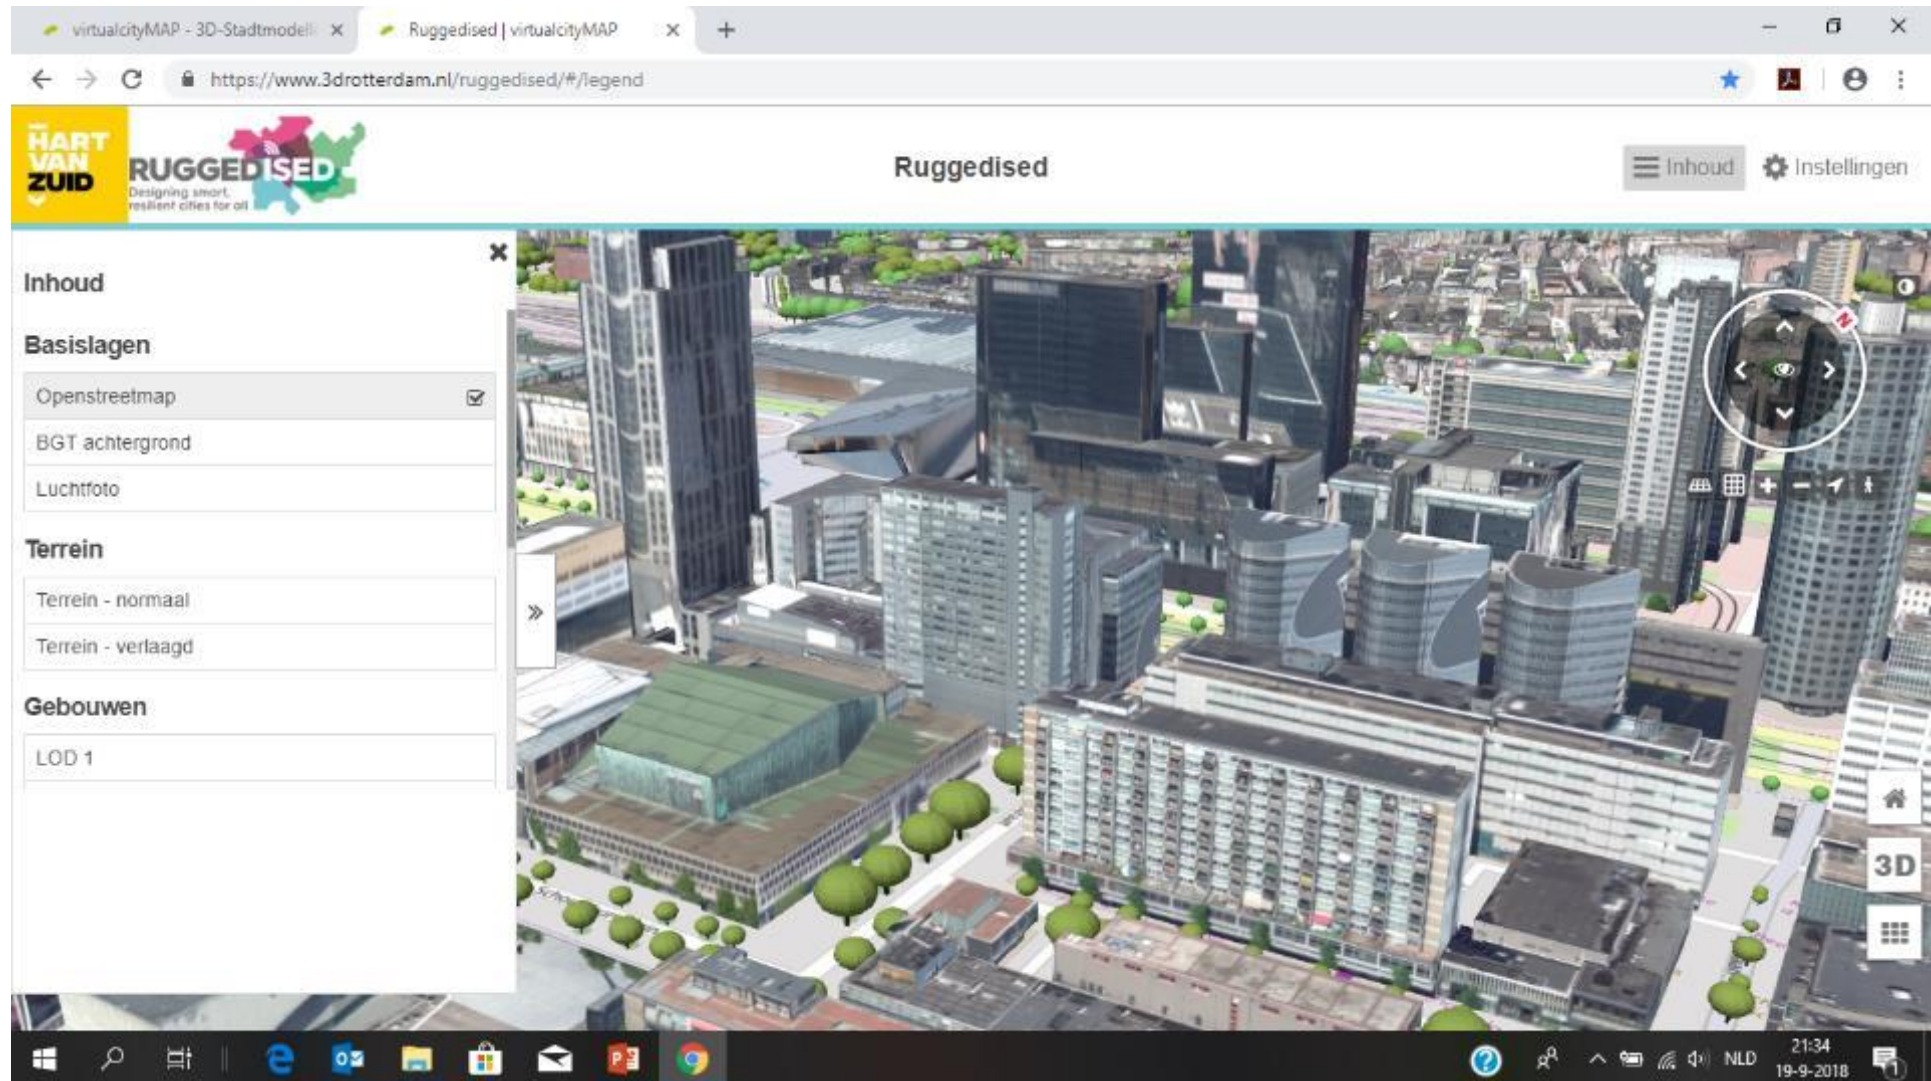 virtualcityMAP - 3D-Stadtmodell
Ruggedised | virtualcityMAP
https://www.3drotterdam.nl/ruggedised/#/legend
HART
VAN
ZUID
RUGGEDISED
Designing smart,
resilient cities for all
Ruggedised
Inhoud
Instellingen
Inhoud
Basislagen
Openstreetmap
BGT achtergrond
Luchtfoto
Terrein
Terrein - normaal
Terrein - verlaagd
Gebouwen
LOD 1
N
3D
NLD
21:34
19-9-2018
1